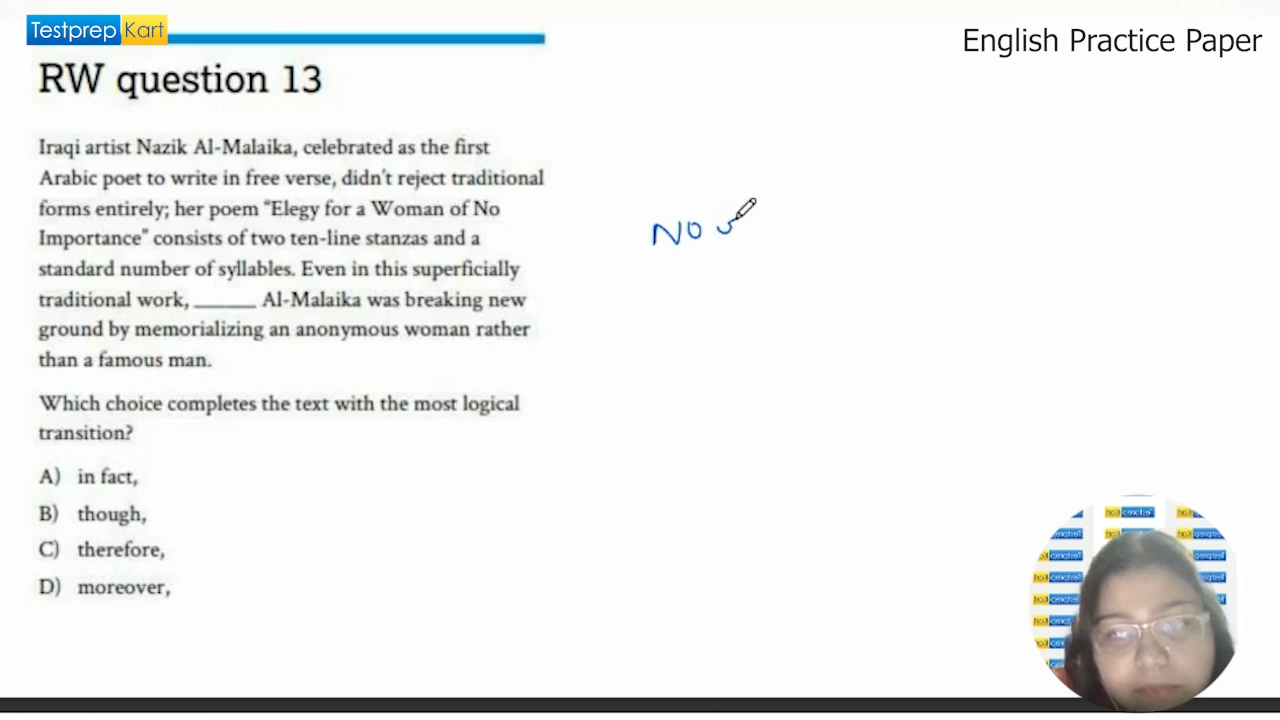 Testprep Kart
English Practice Paper
RW question 13
Iraqi artist Nazik Al-Malaika, celebrated as the first
Arabic poet to write in free verse, didn't reject traditional
forms entirely; her poem “Elegy for a Woman of No
Importance” consists of two ten-line stanzas and a
standard number of syllables. Even in this superficially
traditional work, ______ Al-Malaika was breaking new
ground by memorializing an anonymous woman rather
than a famous man.
Which choice completes the text with the most logical
transition?
A) in fact,
B) though,
C) therefore,
D) moreover,
NO